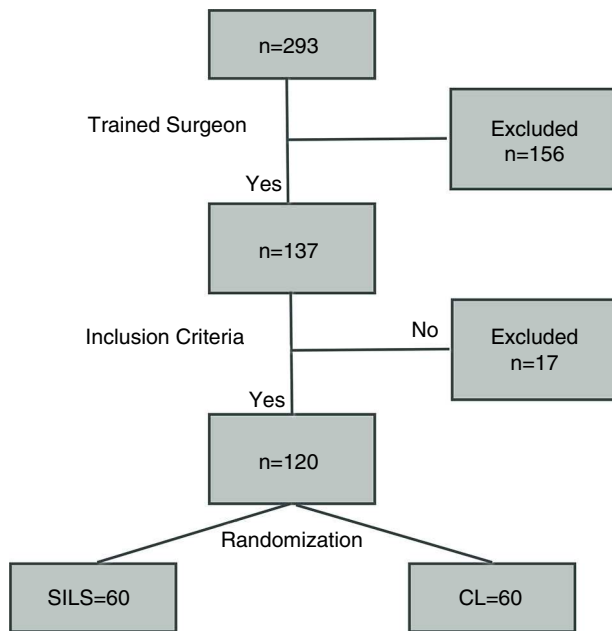 n=293
Trained Surgeon
Excluded
n=156
Yes
n=137
Inclusion Criteria
No
Excluded
n=17
Yes
n=120
Randomization
SILS=60
CL=60